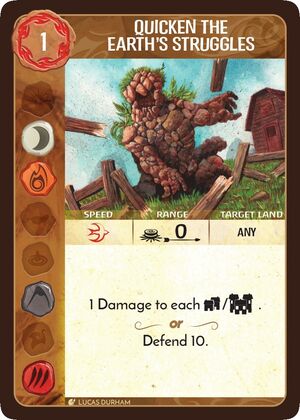 1
QUICKEN THE
EARTH'S STRUGGLES
SPEED RANGE TARGET LAND
0 ANY
1 Damage to each / .
or
Defend 10.
© LUCAS DURHAM